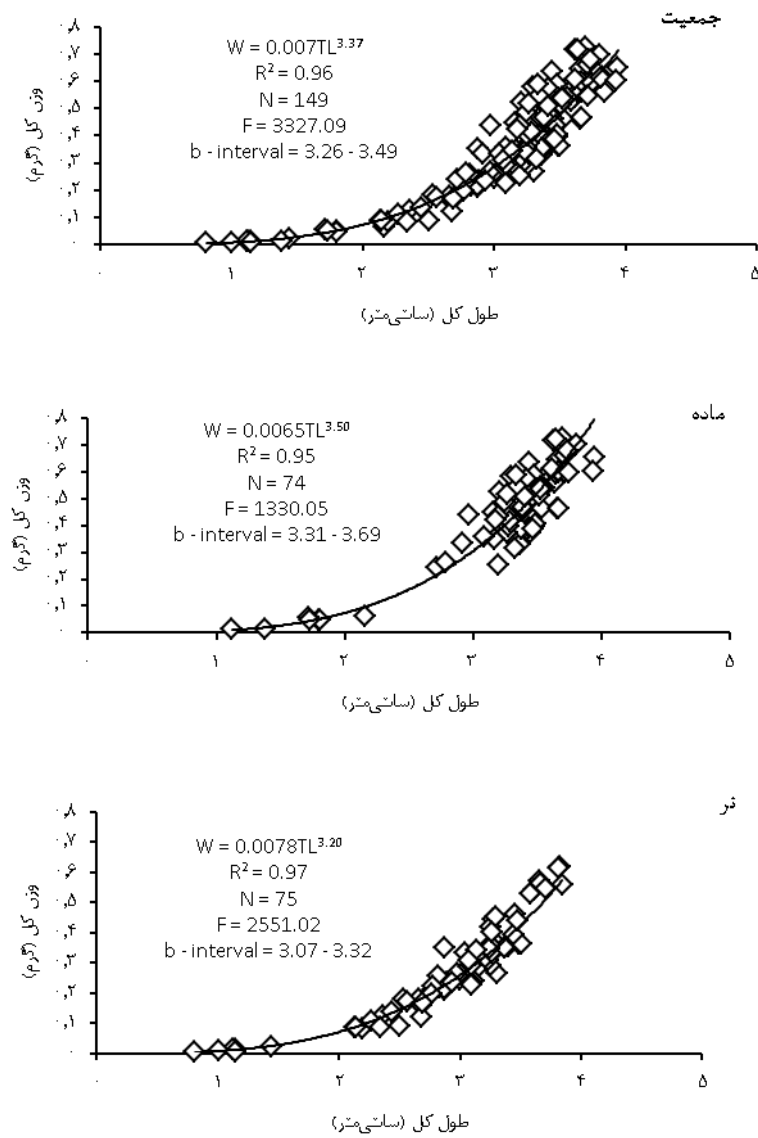 جمعیت
W = 0.007TL^3.37
R² = 0.96
N = 149
F = 3327.09
b - interval = 3.26 - 3.49
وزن کل (گرم)
۰٫۸
۰٫۷
۰٫۶
۰٫۵
۰٫۴
۰٫۳
۰٫۲
۰٫۱
۰
۰ ۱ ۲ ۳ ۴ ۵
طول کل (سانتی‌متر)
ماده
W = 0.0065TL^3.50
R² = 0.95
N = 74
F = 1330.05
b - interval = 3.31 - 3.69
وزن کل (گرم)
۰٫۸
۰٫۷
۰٫۶
۰٫۵
۰٫۴
۰٫۳
۰٫۲
۰٫۱
۰
۰ ۱ ۲ ۳ ۴ ۵
طول کل (سانتی‌متر)
نر
W = 0.0078TL^3.20
R² = 0.97
N = 75
F = 2551.02
b - interval = 3.07 - 3.32
وزن کل (گرم)
۰٫۸
۰٫۷
۰٫۶
۰٫۵
۰٫۴
۰٫۳
۰٫۲
۰٫۱
۰
۰ ۱ ۲ ۳ ۴ ۵
طول کل (سانتی‌متر)